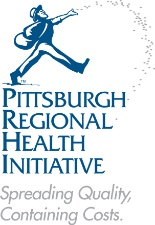 PITTSBURGH
REGIONAL
HEALTH
INITIATIVE
Spreading Quality,
Containing Costs.